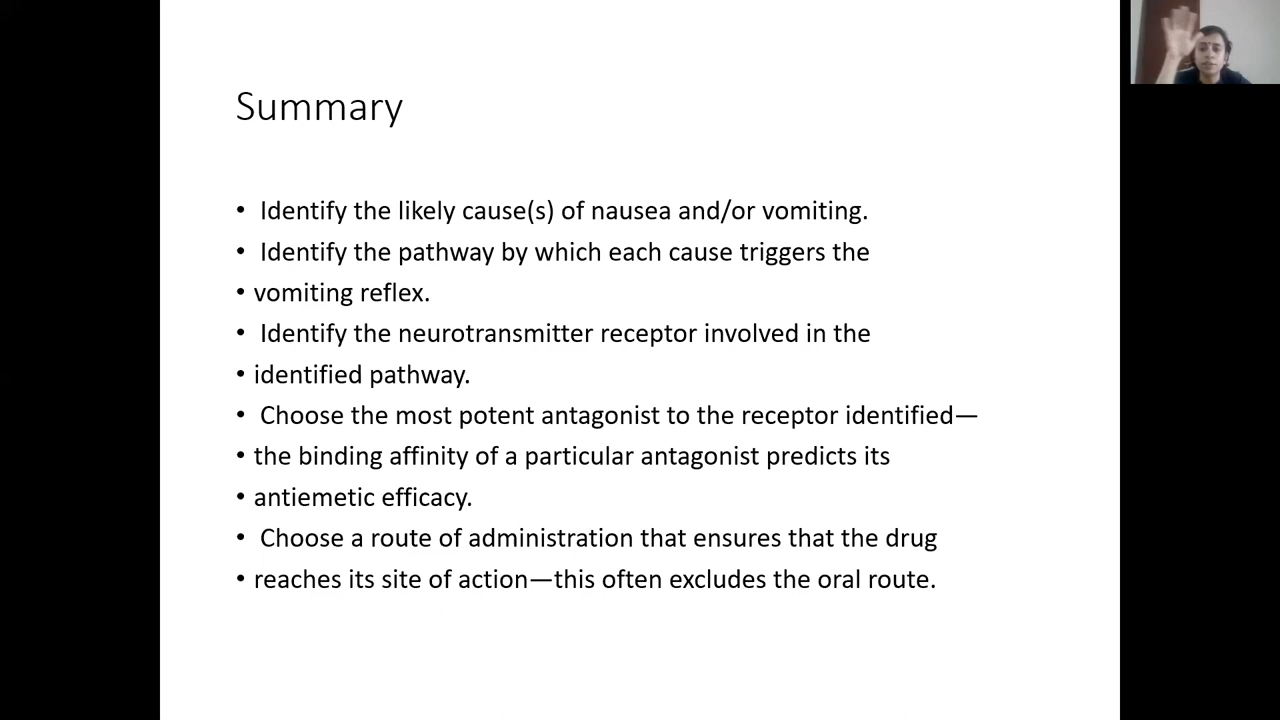 Summary
• Identify the likely cause(s) of nausea and/or vomiting.
• Identify the pathway by which each cause triggers the
• vomiting reflex.
• Identify the neurotransmitter receptor involved in the
• identified pathway.
• Choose the most potent antagonist to the receptor identified—
• the binding affinity of a particular antagonist predicts its
• antiemetic efficacy.
• Choose a route of administration that ensures that the drug
• reaches its site of action—this often excludes the oral route.